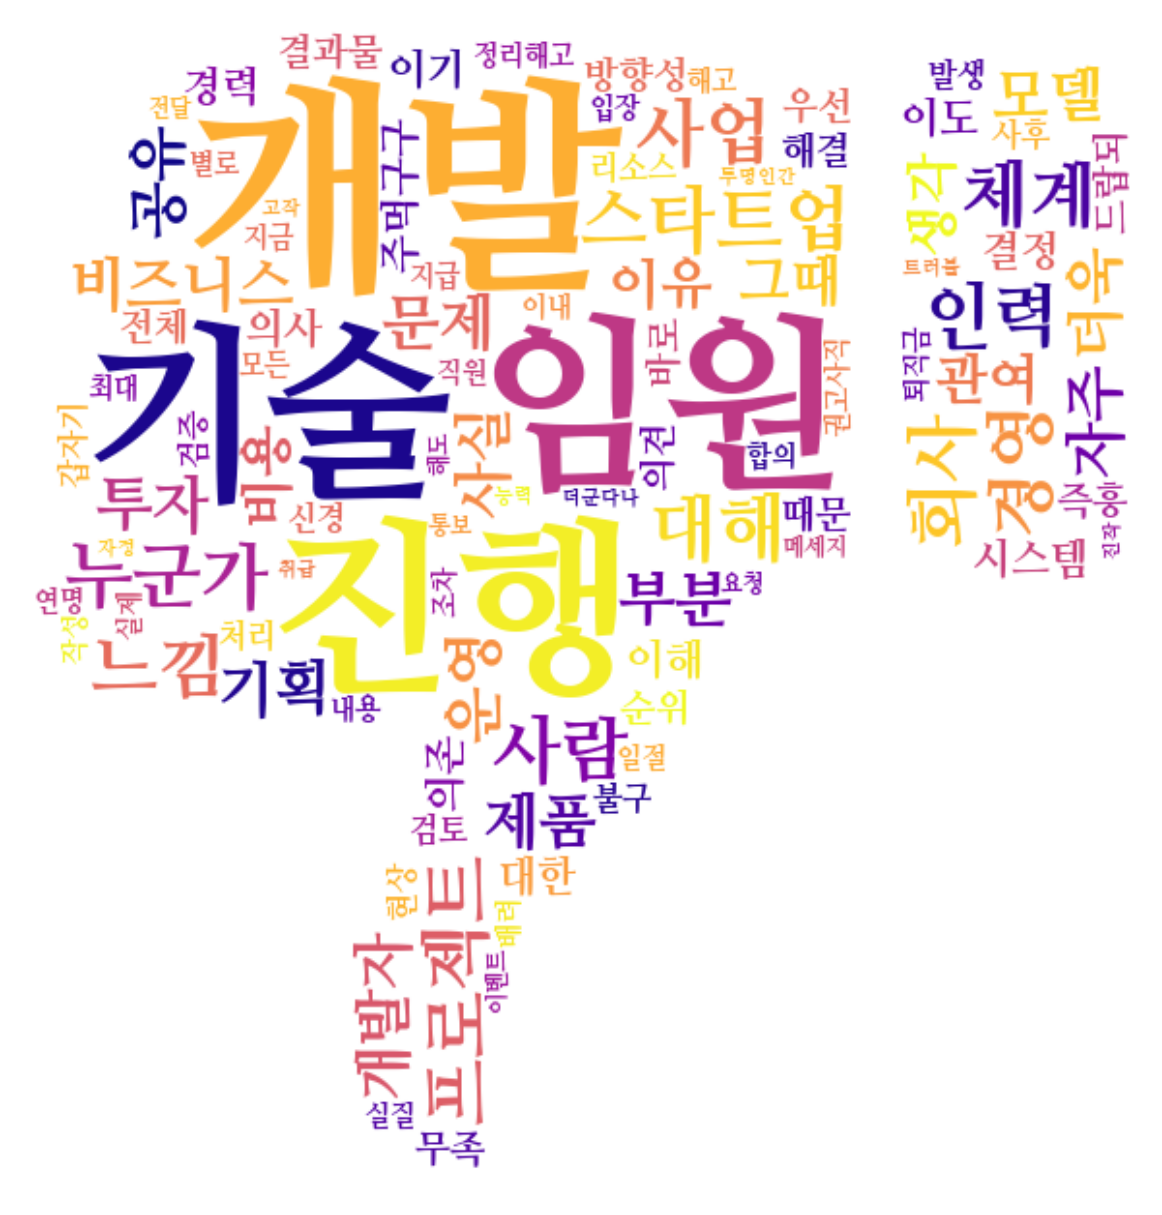 결과물
이기
정리해고
경력
방향성
해고
발생
모델
전달
개발
입장
사업
우선
이도
사후
공유
별로
주먹구구
리소스
해결
드랍되
고작
투명인간
생각
체계
지금
스타트업
결정
비즈니스
지급
이유
그때
트러블
더욱
전체
의사
문제
이내
인력
모든
기술
임원
바로
권고사직
퇴직금
관여
최대
직원
자주
갑자기
검증
비용
해도
사실
의견
합의
회사
경영
투자
신경
능력
더군다나
대해
때문
즉흥
자정
통보
메세지
진작
누군가
취급
진행
조차
부분
요청
시스템
연명
작성
실제
처리
느낌
기획
내용
운영
이해
순위
사람
일절
의존
제품
불구
검토
현상
프로젝트
대한
배려
개발자
이벤트
실질
무족